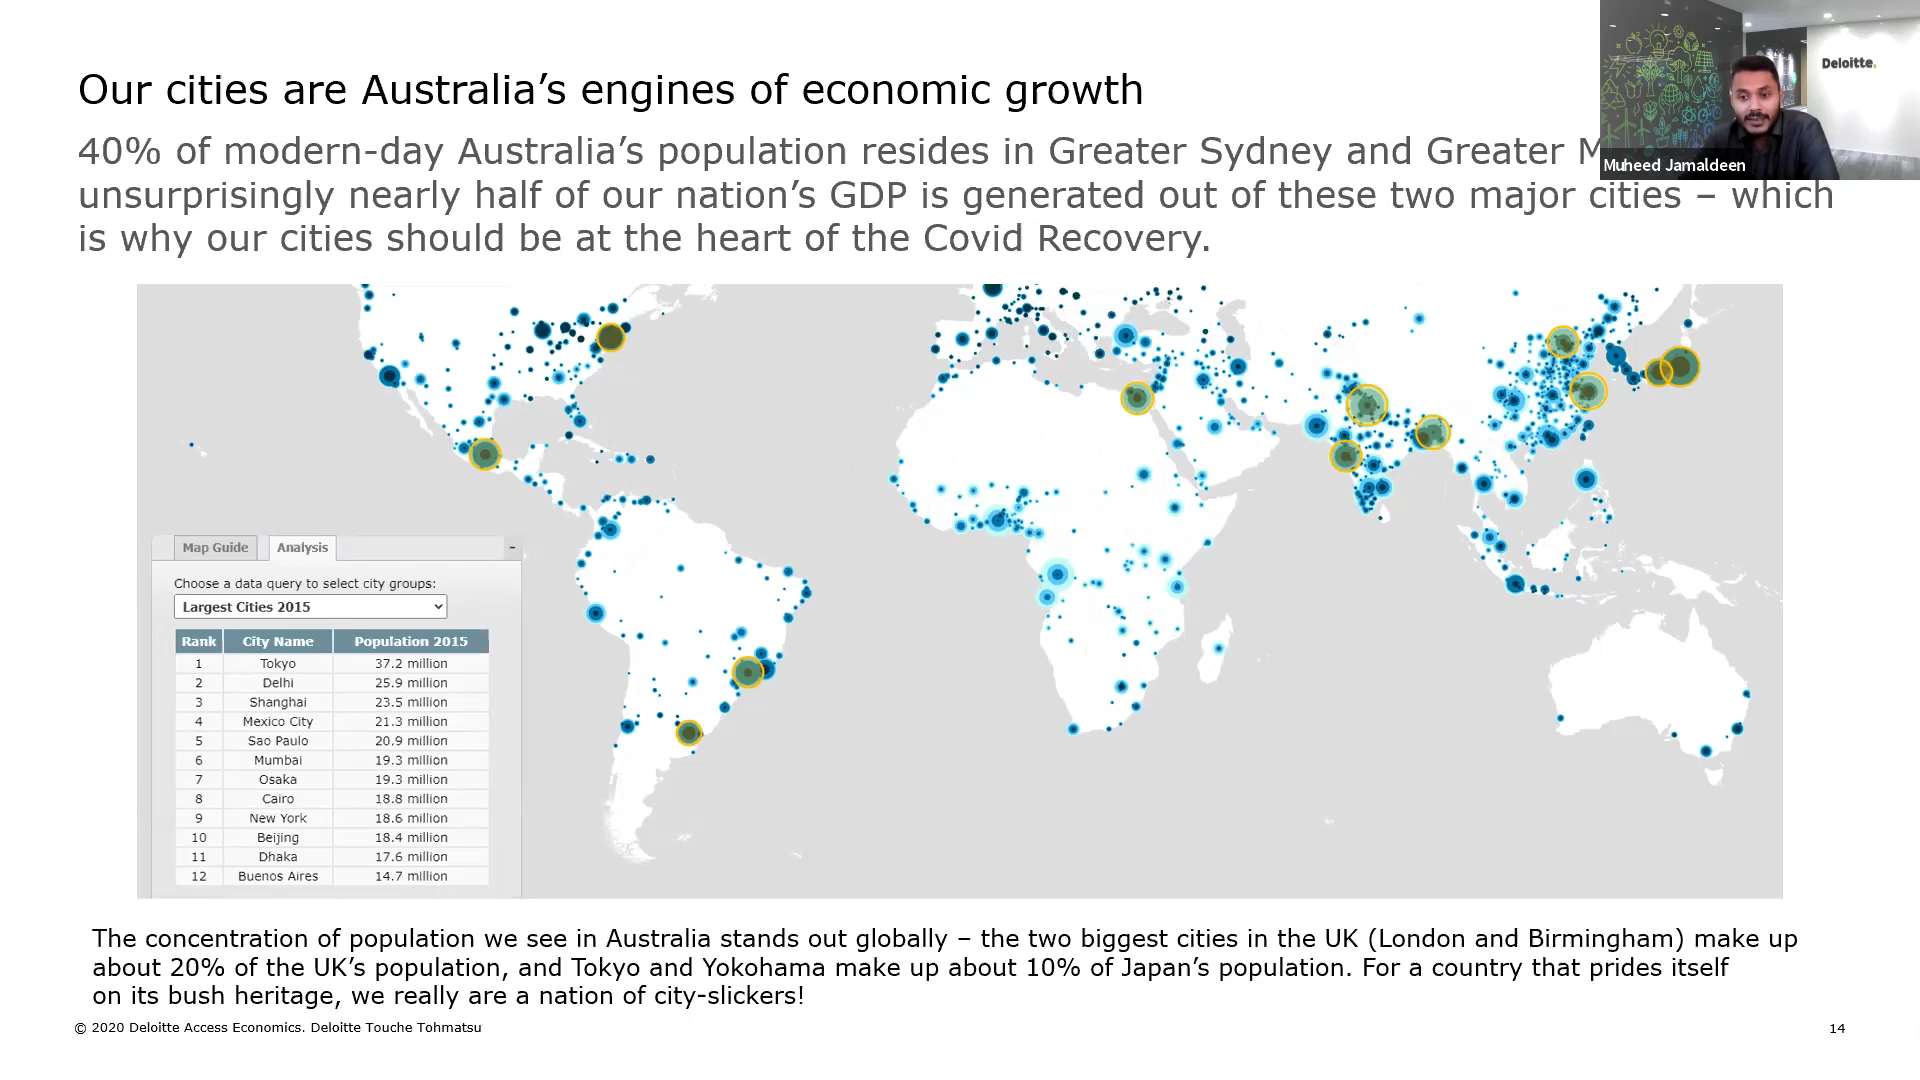 Our cities are Australia's engines of economic growth
40% of modern-day Australia's population resides in Greater Sydney and Greater
unsurprisingly nearly half of our nation's GDP is generated out of these two major cities – which
is why our cities should be at the heart of the Covid Recovery.
Deloitte.
Muheed Jamaldeen
Map Guide Analysis -
Choose a data query to select city groups:
Largest Cities 2015
Rank City Name Population 2015
1 Tokyo 37.2 million
2 Delhi 25.9 million
3 Shanghai 23.5 million
4 Mexico City 21.3 million
5 Sao Paulo 20.9 million
6 Mumbai 19.3 million
7 Osaka 19.3 million
8 Cairo 18.8 million
9 New York 18.6 million
10 Beijing 18.4 million
11 Dhaka 17.6 million
12 Buenos Aires 14.7 million
The concentration of population we see in Australia stands out globally – the two biggest cities in the UK (London and Birmingham) make up
about 20% of the UK's population, and Tokyo and Yokohama make up about 10% of Japan's population. For a country that prides itself
on its bush heritage, we really are a nation of city-slickers!
© 2020 Deloitte Access Economics. Deloitte Touche Tohmatsu
14